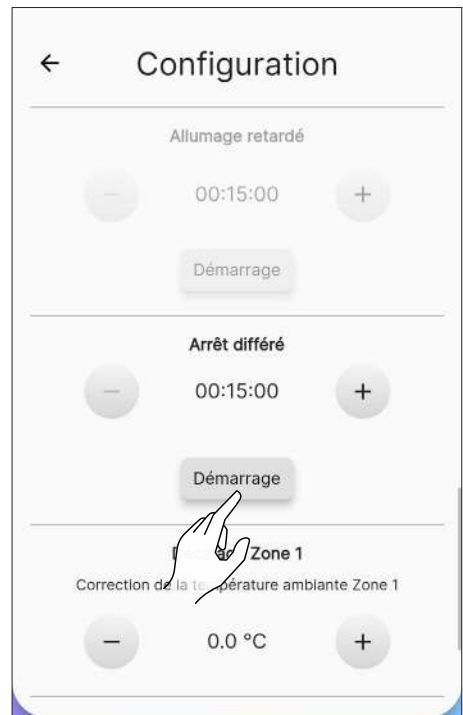 ← Configuration
Allumage retardé
− 00:15:00 +
Démarrage
Arrêt différé
− 00:15:00 +
Démarrage
Zone 1
Correction de la température ambiante Zone 1
− 0.0 °C +